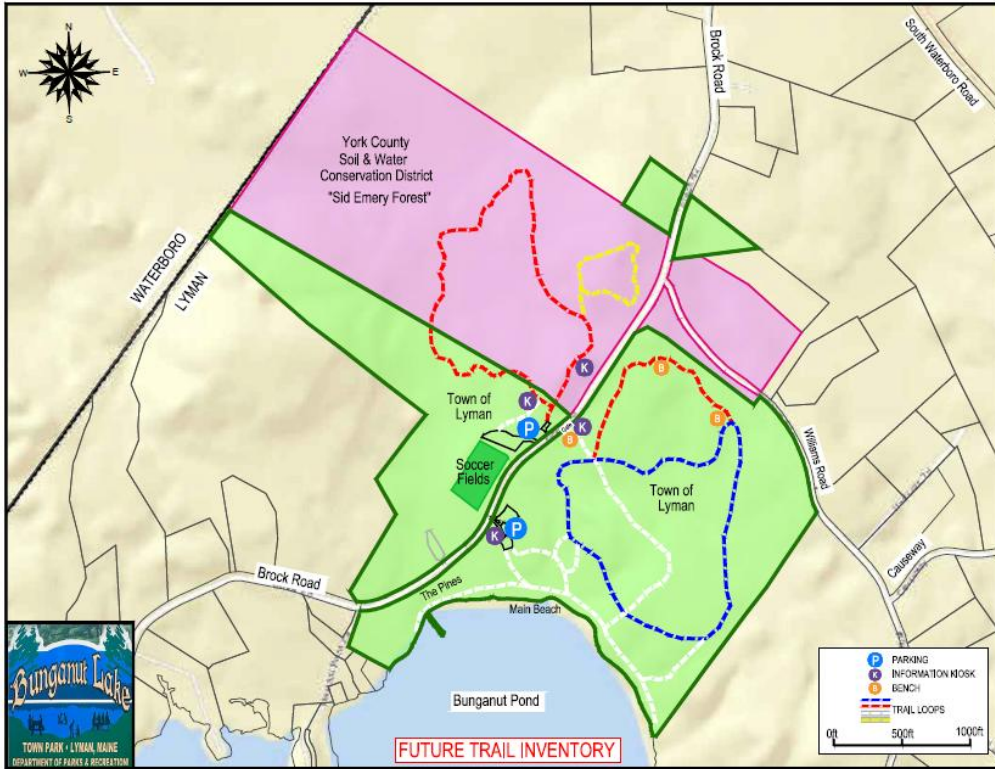 N
W
E
S
Brock Road
South Waterboro Road
York County
Soil & Water
Conservation District
"Sid Emery Forest"
WATERBORO
LYMAN
K
B
Town of
Lyman
K
P
K
B
B
Soccer
Fields
Town of
Lyman
Williams Road
K
P
Causeway
Brock Road
The Pines
Main Beach
Bunganut Pond
Bunganut Lake
TOWN PARK • LYMAN, MAINE
DEPARTMENT OF PARKS & RECREATION
FUTURE TRAIL INVENTORY
P PARKING
K INFORMATION KIOSK
B BENCH
TRAIL LOOPS
0ft 500ft 1000ft